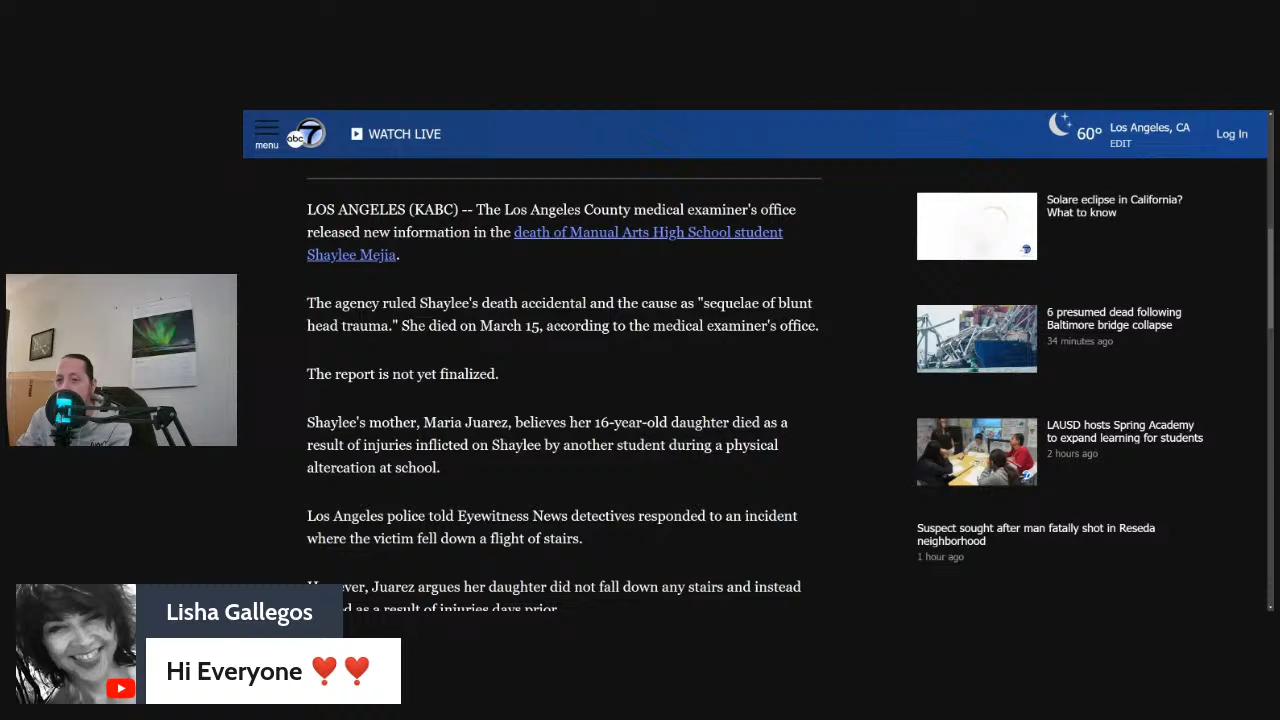 menu
abc 7
WATCH LIVE
60°
Los Angeles, CA
EDIT
Log In
LOS ANGELES (KABC) -- The Los Angeles County medical examiner's office
released new information in the death of Manual Arts High School student
Shaylee Mejia.
The agency ruled Shaylee's death accidental and the cause as "sequelae of blunt
head trauma." She died on March 15, according to the medical examiner's office.
The report is not yet finalized.
Shaylee's mother, Maria Juarez, believes her 16-year-old daughter died as a
result of injuries inflicted on Shaylee by another student during a physical
altercation at school.
Los Angeles police told Eyewitness News detectives responded to an incident
where the victim fell down a flight of stairs.
Juarez argues her daughter did not fall down any stairs and instead
as a result of injuries days prior
Solare eclipse in California?
What to know
6 presumed dead following
Baltimore bridge collapse
34 minutes ago
LAUSD hosts Spring Academy
to expand learning for students
2 hours ago
Suspect sought after man fatally shot in Reseda
neighborhood
1 hour ago
Lisha Gallegos
Hi Everyone ❣️❣️